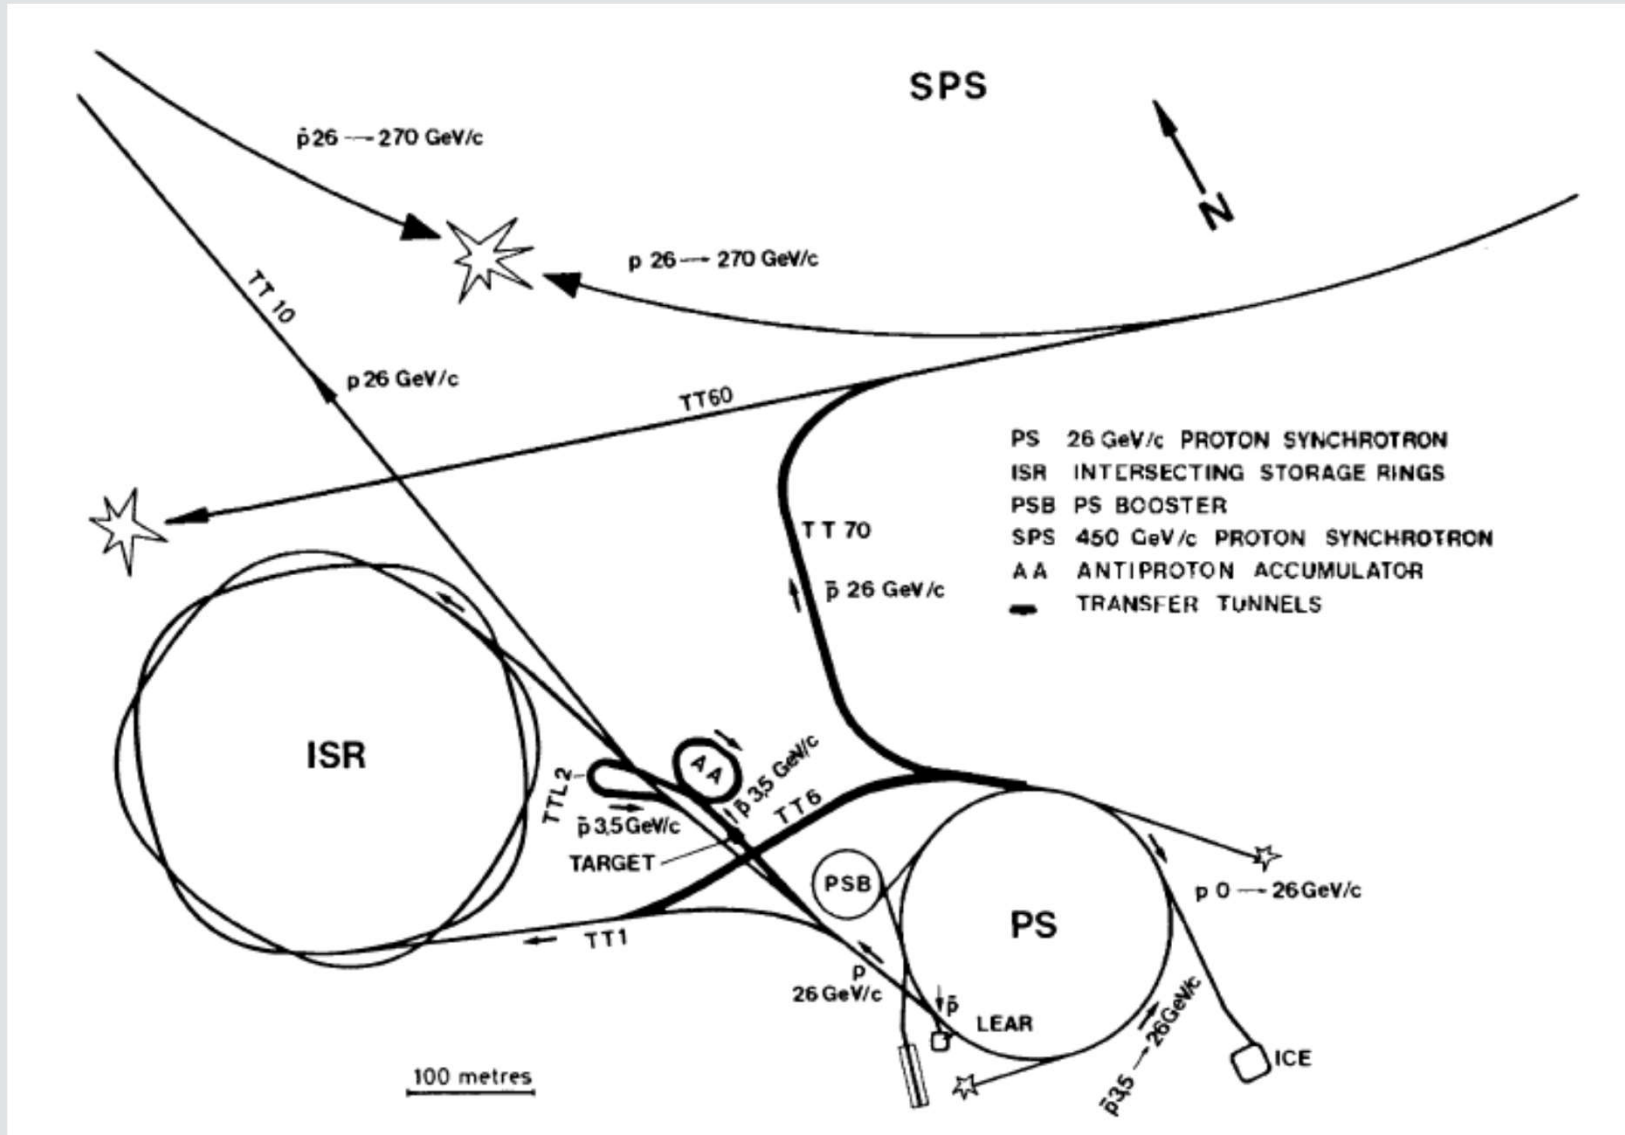 SPS
p̄ 26 — 270 GeV/c
N
p 26 — 270 GeV/c
TT 10
p 26 GeV/c
TT60
PS 26 GeV/c PROTON SYNCHROTRON
ISR INTERSECTING STORAGE RINGS
PSB PS BOOSTER
SPS 450 GeV/c PROTON SYNCHROTRON
AA ANTIPROTON ACCUMULATOR
TRANSFER TUNNELS
TT 70
p̄ 26 GeV/c
ISR
AA
TTL2
p̄ 3,5 GeV/c
p̄ 3,5 GeV/c
TT6
TARGET
PSB
p 0 — 26 GeV/c
PS
TT1
p
26 GeV/c
p̄
LEAR
p̄ 3,5 — 26 GeV/c
ICE
100 metres